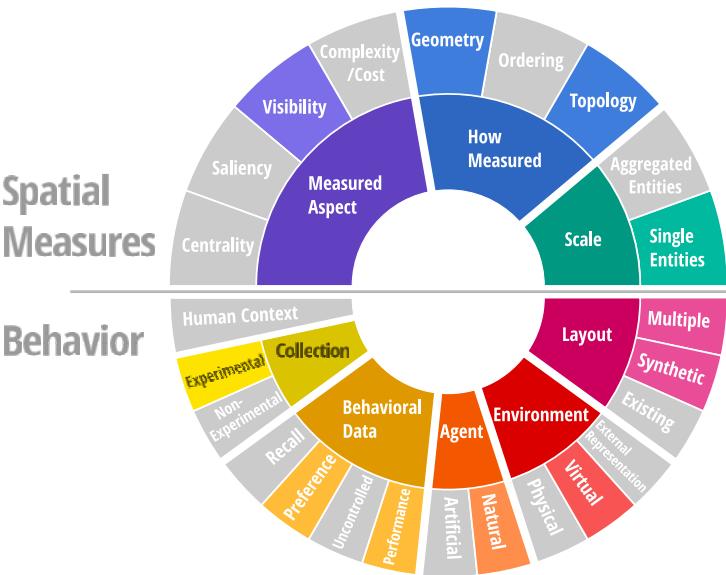 Spatial
Measures
Behavior
Centrality
Saliency
Visibility
Complexity
/Cost
Geometry
Ordering
Topology
Aggregated
Entities
Single
Entities
Measured
Aspect
How
Measured
Scale
Human Context
Collection
Experimental
Non-
Experimental
Behavioral
Data
Recall
Preference
Uncontrolled
Performance
Agent
Artificial
Natural
Environment
Physical
Virtual
External
Representation
Layout
Existing
Synthetic
Multiple